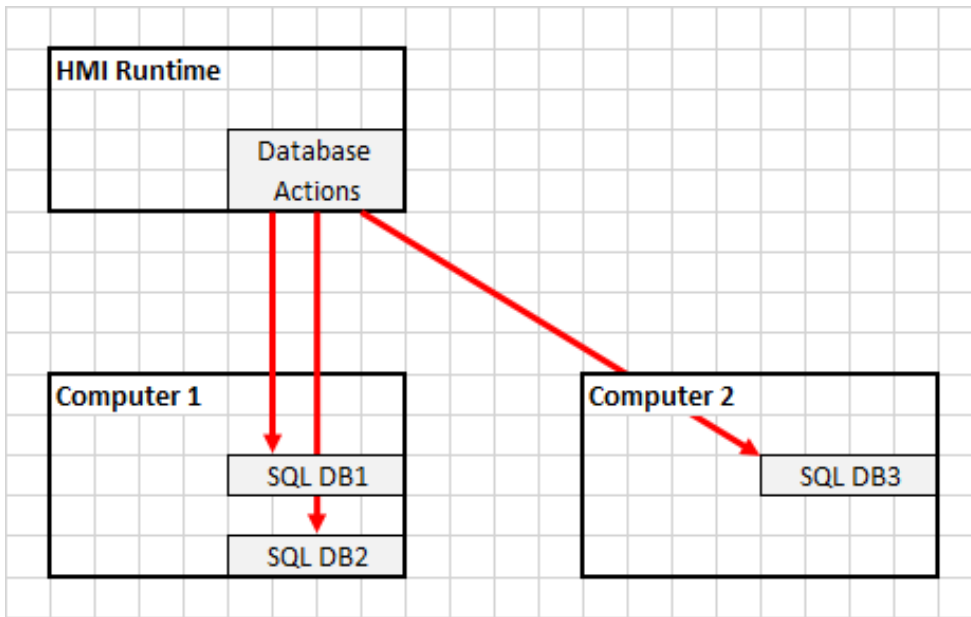 HMI Runtime
Database
Actions
Computer 1
SQL DB1
SQL DB2
Computer 2
SQL DB3